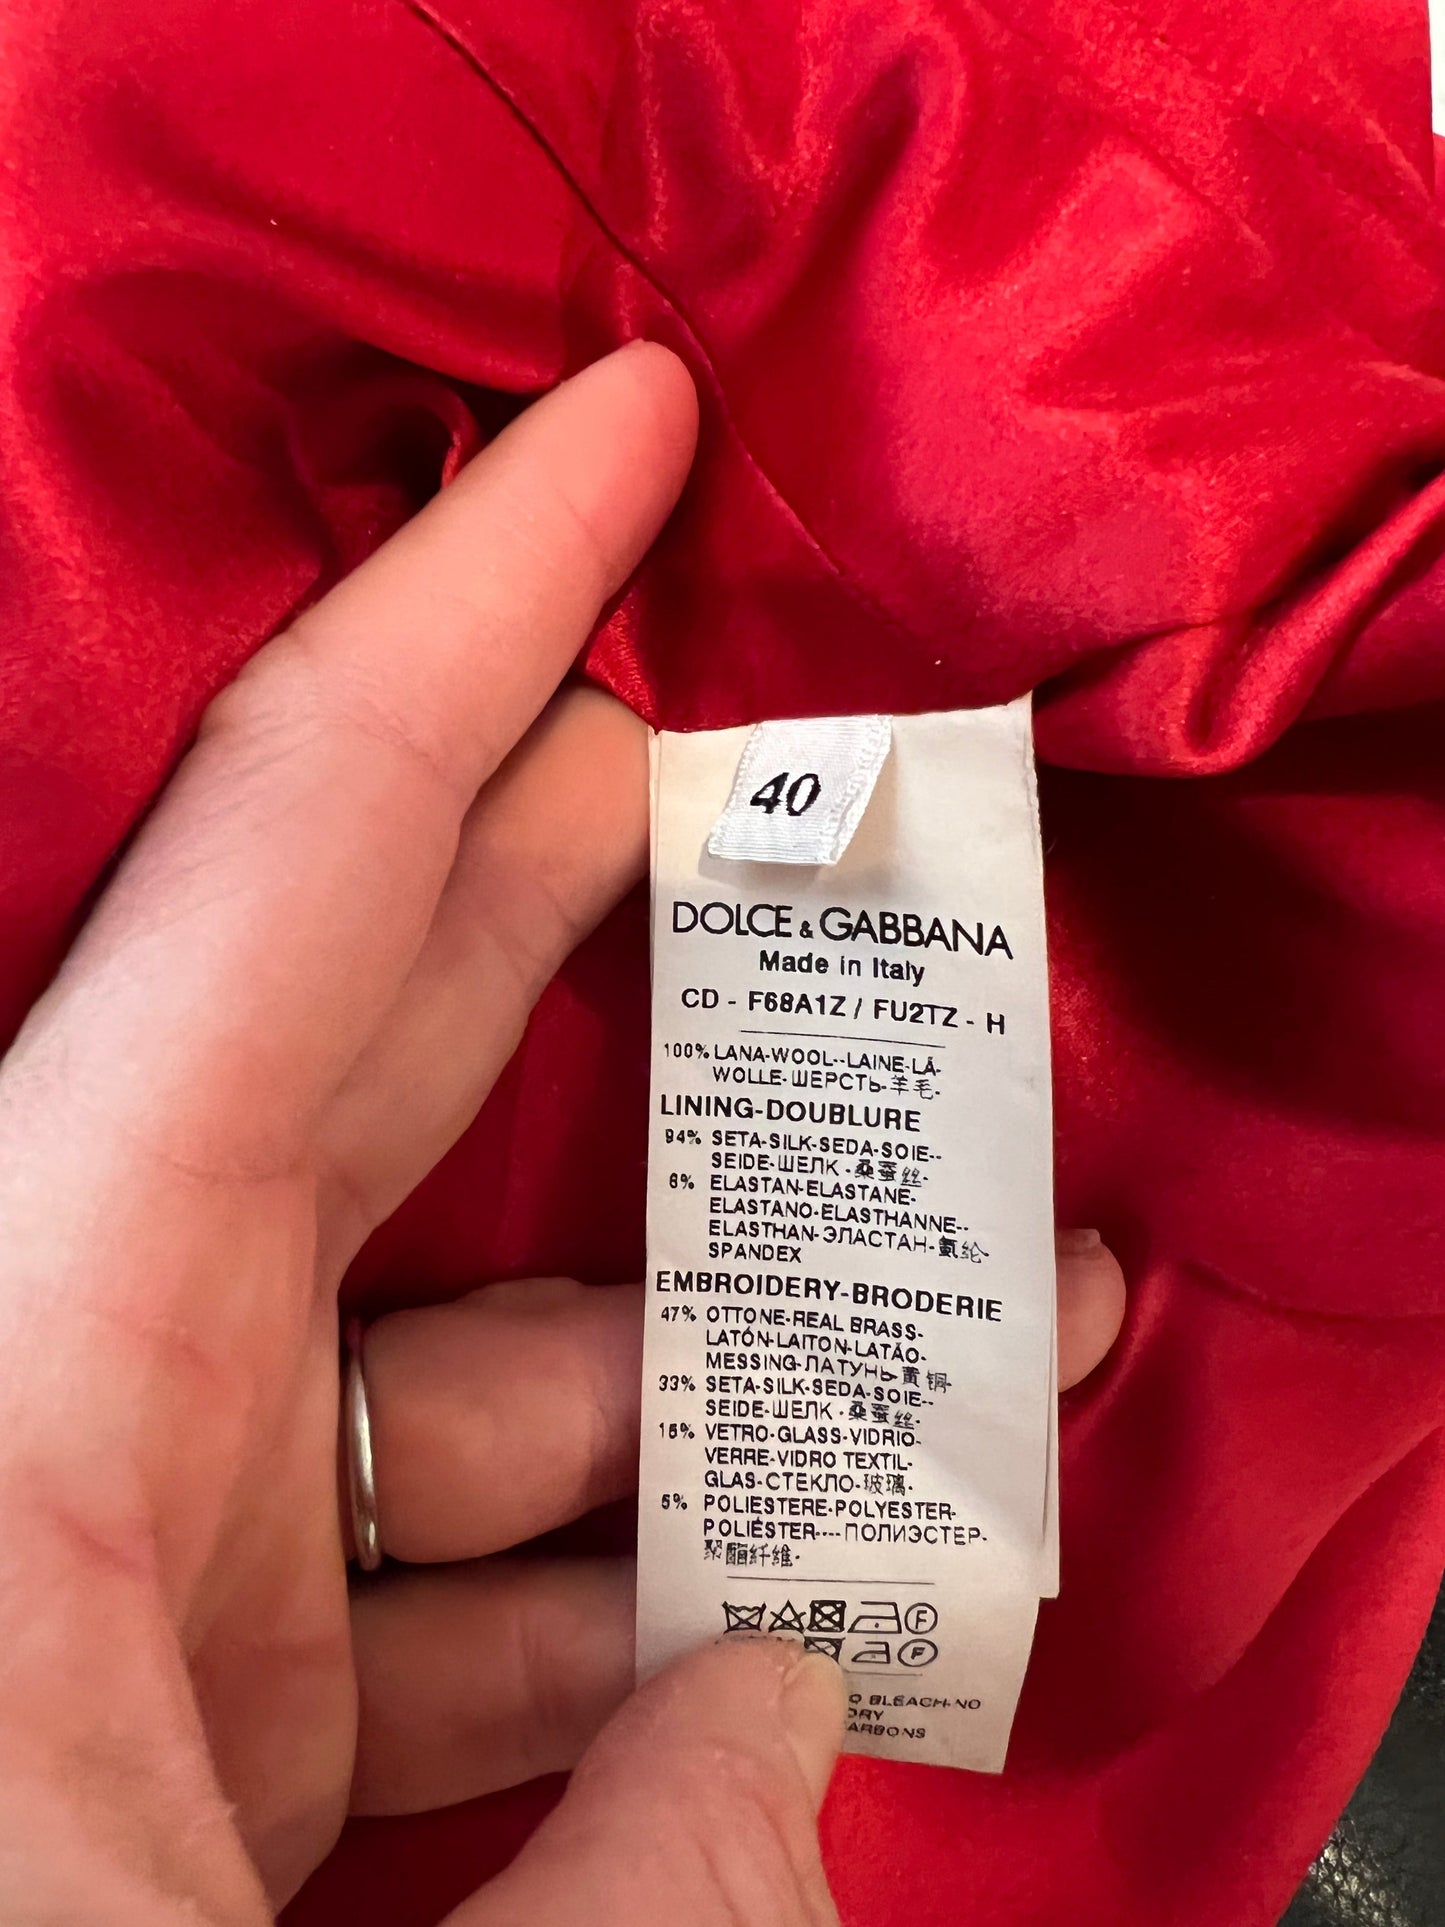 40
DOLCE & GABBANA
Made in Italy
CD - F68A1Z / FU2TZ - H
100% LANA-WOOL--LAINE-LÃ-
WOLLE-ШЕРСТЬ-羊毛-
LINING-DOUBLURE
94% SETA-SILK-SEDA-SOIE--
SEIDE-ШЕЛК-桑蚕丝-
6% ELASTAN-ELASTANE-
ELASTANO-ELASTHANNE--
ELASTHAN-ЭЛАСТАН-氨纶-
SPANDEX
EMBROIDERY-BRODERIE
47% OTTONE-REAL BRASS-
LATÓN-LAITON-LATÃO-
MESSING-ЛАТУНЬ-黄铜-
33% SETA-SILK-SEDA-SOIE--
SEIDE-ШЕЛК-桑蚕丝-
15% VETRO-GLASS-VIDRIO-
VERRE-VIDRO TEXTIL-
GLAS-СТЕКЛО-玻璃-
5% POLIESTERE-POLYESTER-
POLIÉSTER----ПОЛИЭСТЕР-
聚酯纤维-
F
F
BLEACH-NO
DRY